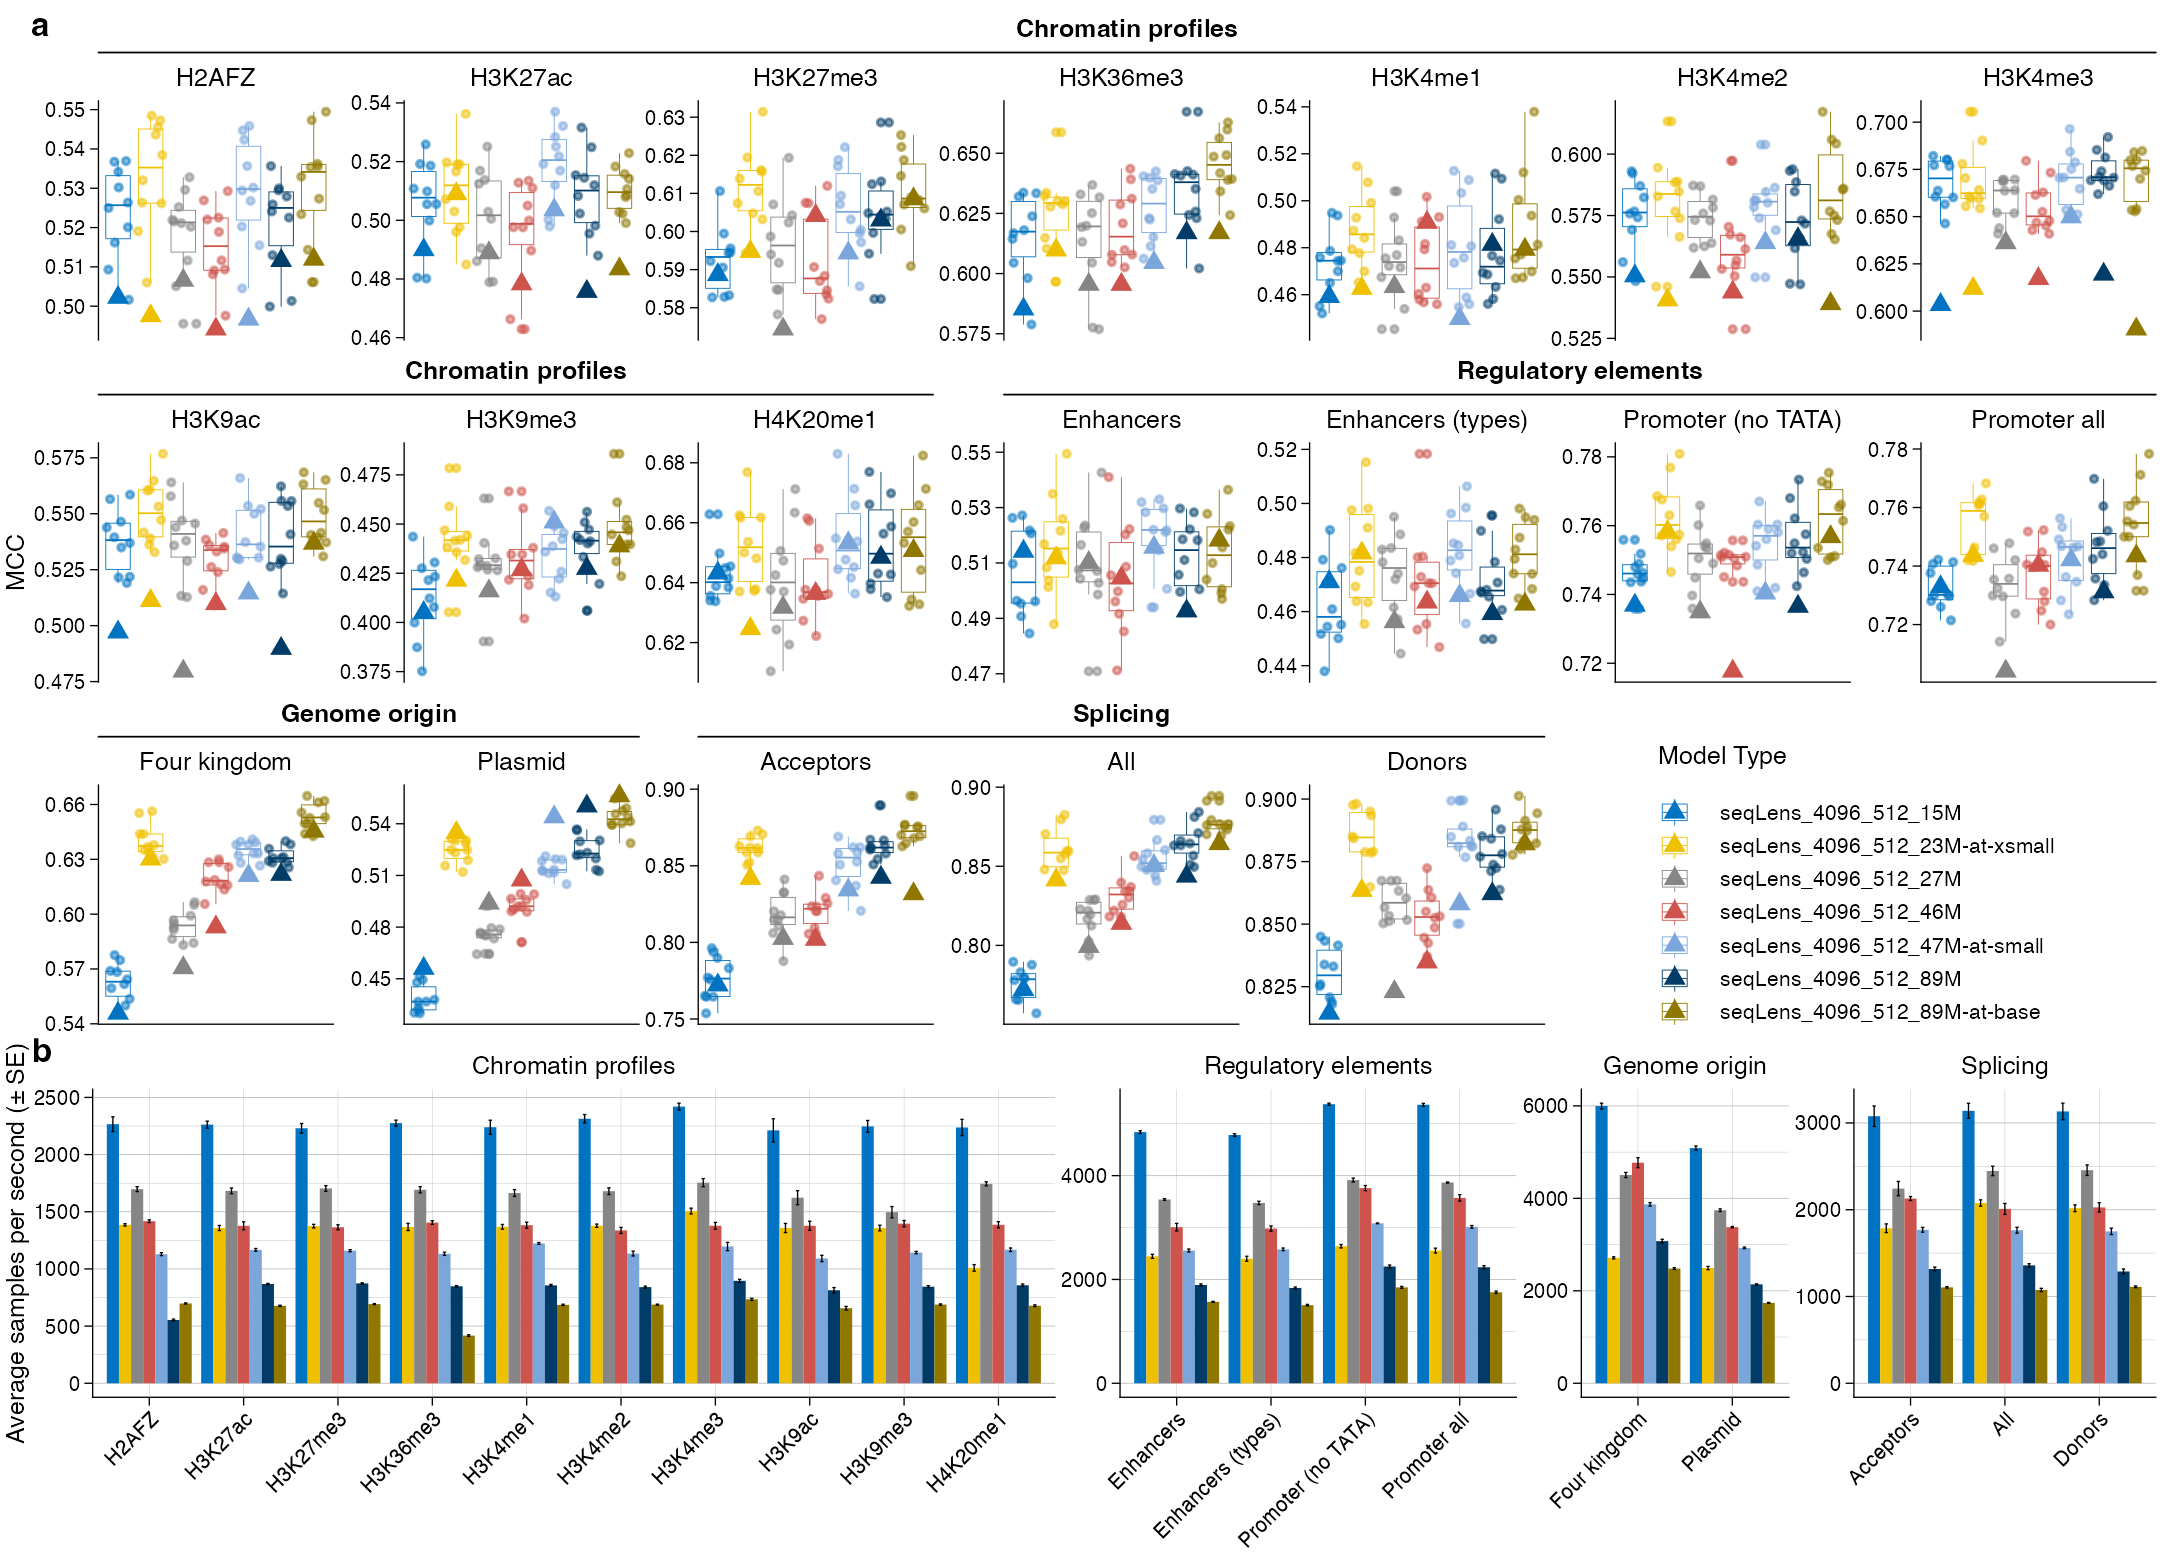 a
Chromatin profiles
H2AFZ
H3K27ac
H3K27me3
H3K36me3
H3K4me1
H3K4me2
H3K4me3
0.55
0.54
0.53
0.52
0.51
0.50
0.54
0.52
0.50
0.48
0.46
0.63
0.62
0.61
0.60
0.59
0.58
0.650
0.625
0.600
0.575
0.54
0.52
0.50
0.48
0.46
0.600
0.575
0.550
0.525
0.700
0.675
0.650
0.625
0.600
Chromatin profiles
Regulatory elements
H3K9ac
H3K9me3
H4K20me1
Enhancers
Enhancers (types)
Promoter (no TATA)
Promoter all
MCC
0.575
0.550
0.525
0.500
0.475
0.475
0.450
0.425
0.400
0.375
0.68
0.66
0.64
0.62
0.55
0.53
0.51
0.49
0.47
0.52
0.50
0.48
0.46
0.44
0.78
0.76
0.74
0.72
0.78
0.76
0.74
0.72
Genome origin
Splicing
Four kingdom
Plasmid
Acceptors
All
Donors
0.66
0.63
0.60
0.57
0.54
0.54
0.51
0.48
0.45
0.90
0.85
0.80
0.75
0.90
0.85
0.80
0.900
0.875
0.850
0.825
Model Type
seqLens_4096_512_15M
seqLens_4096_512_23M-at-xsmall
seqLens_4096_512_27M
seqLens_4096_512_46M
seqLens_4096_512_47M-at-small
seqLens_4096_512_89M
seqLens_4096_512_89M-at-base
b
Average samples per second (± SE)
Chromatin profiles
Regulatory elements
Genome origin
Splicing
2500
2000
1500
1000
500
0
4000
2000
0
6000
4000
2000
0
3000
2000
1000
0
H2AFZ
H3K27ac
H3K27me3
H3K36me3
H3K4me1
H3K4me2
H3K4me3
H3K9ac
H3K9me3
H4K20me1
Enhancers
Enhancers (types)
Promoter (no TATA)
Promoter all
Four kingdom
Plasmid
Acceptors
All
Donors